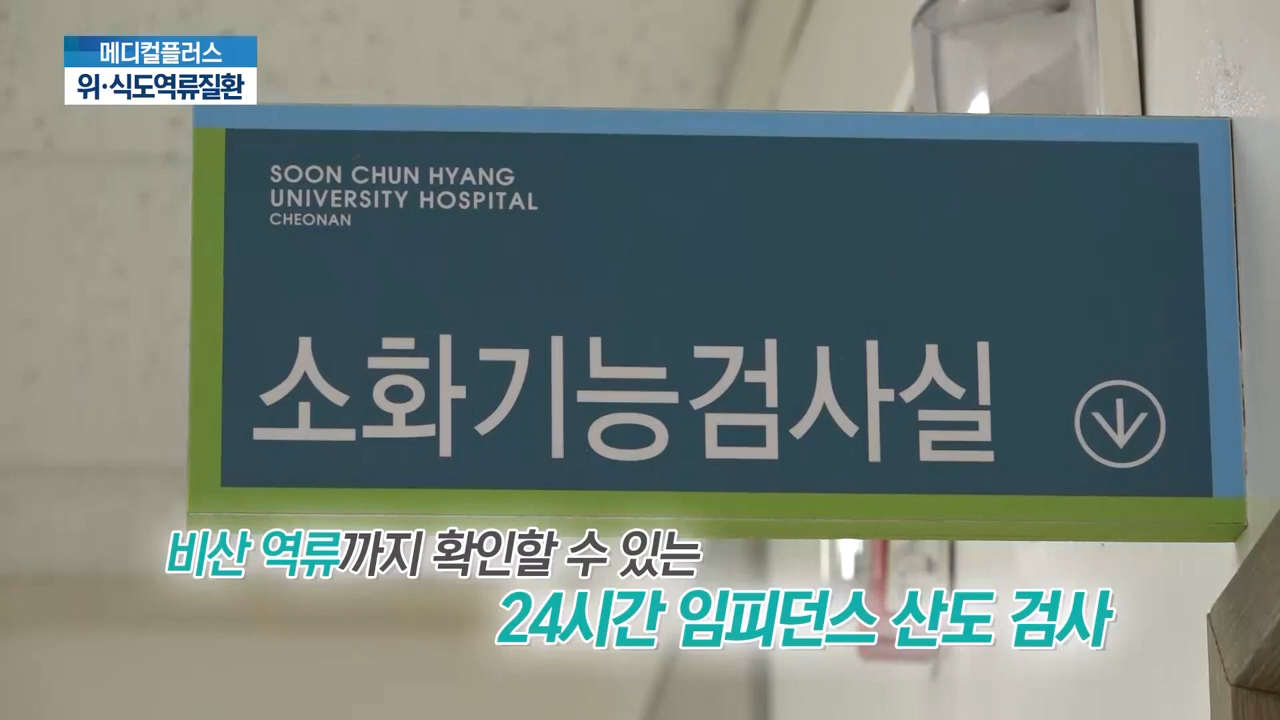 메디컬플러스
위·식도역류질환
SOON CHUN HYANG
UNIVERSITY HOSPITAL
CHEONAN
소화기능검사실
비산 역류까지 확인할 수 있는
24시간 임피던스 산도 검사